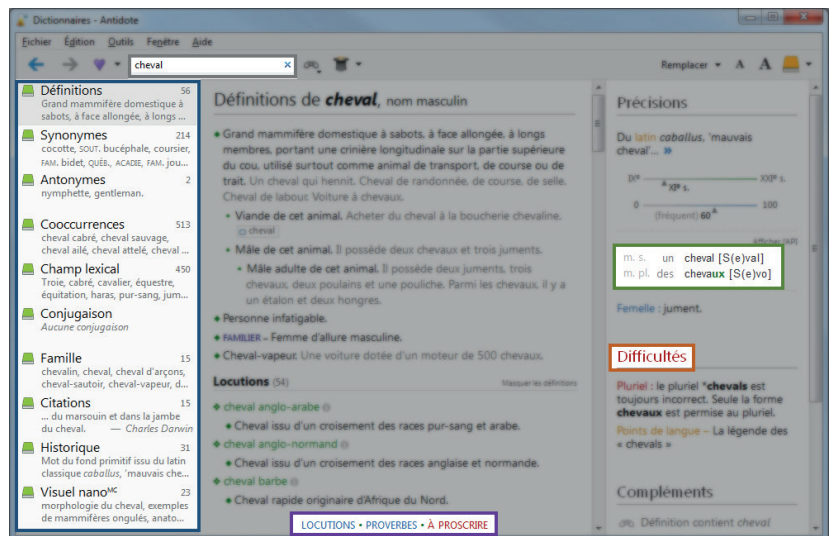 Dictionnaires - Antidote
Fichier Édition Outils Fenêtre Aide
cheval × Remplacer A A
Définitions 56
Grand mammifère domestique à
sabots, à face allongée, à longs ...
Synonymes 214
cocotte, SOUT. bucéphale, coursier,
FAM. bidet, QUÉB., ACADIE, FAM. jou...
Antonymes 2
nymphette, gentleman.
Cooccurrences 513
cheval cabré, cheval sauvage,
cheval ailé, cheval attelé, cheval ...
Champ lexical 450
Troie, cabré, cavalier, équestre,
équitation, haras, pur-sang, jum...
Conjugaison
Aucune conjugaison
Famille 15
chevalin, cheval, cheval d'arçons,
cheval-sautoir, cheval-vapeur, d...
Citations 15
... du marsouin et dans la jambe
du cheval. — Charles Darwin
Historique 31
Mot du fond primitif issu du latin
classique caballus, 'mauvais che...
Visuel nanoMC 23
morphologie du cheval, exemples
de mammifères ongulés, anato...
Définitions de cheval, nom masculin
Grand mammifère domestique à sabots, à face allongée, à longs
membres, portant une crinière longitudinale sur la partie supérieure
du cou, utilisé surtout comme animal de transport, de course ou de
trait. Un cheval qui hennit. Cheval de randonnée, de course, de selle.
Cheval de labour. Voiture à chevaux.
Viande de cet animal. Acheter du cheval à la boucherie chevaline.
cheval
Mâle de cet animal. Il possède deux chevaux et trois juments.
Mâle adulte de cet animal. Il possède deux juments, trois
chevaux, deux poulains et une pouliche. Parmi les chevaux, il y a
un étalon et deux hongres.
Personne infatigable.
FAMILIER – Femme d'allure masculine.
Cheval-vapeur. Une voiture dotée d'un moteur de 500 chevaux.
Locutions (54) Masquer les définitions
cheval anglo-arabe
Cheval issu d'un croisement des races pur-sang et arabe.
cheval anglo-normand
Cheval issu d'un croisement des races anglaise et normande.
cheval barbe
Cheval rapide originaire d'Afrique du Nord.
LOCUTIONS • PROVERBES • À PROSCRIRE
Précisions
Du latin caballus, 'mauvais
cheval'... »
IXe XIe s. XXIe s.
0 (fréquent) 60 100
Afficher l'API
m. s. un cheval [S(e)val]
m. pl. des chevaux [S(e)vo]
Femelle : jument.
Difficultés
Pluriel : le pluriel *chevals est
toujours incorrect. Seule la forme
chevaux est permise au pluriel.
Points de langue – La légende des
« chevals »
Compléments
Définition contient cheval